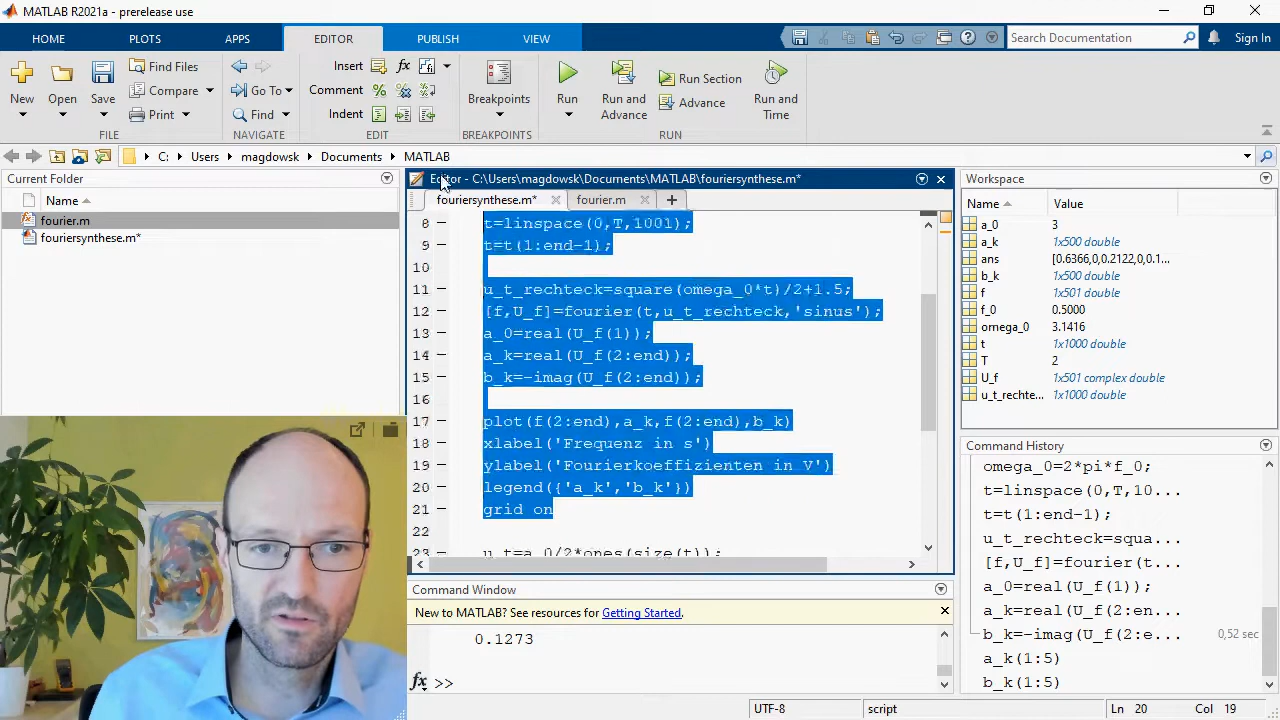 MATLAB R2021a - prerelease use
HOME PLOTS APPS EDITOR PUBLISH VIEW
Search Documentation
Sign In
New
Open
Save
Find Files
Compare
Print
Go To
Find
Insert
Comment
Indent
Breakpoints
Run
Run and
Advance
Run Section
Advance
Run and
Time
FILE NAVIGATE EDIT BREAKPOINTS RUN
C: Users magdowsk Documents MATLAB
Current Folder
Name
fourier.m
fouriersynthese.m*
Editor - C:\Users\magdowsk\Documents\MATLAB\fouriersynthese.m*
fouriersynthese.m* fourier.m
8 t=linspace(0,T,1001);
9 t=t(1:end-1);
10
11 u_t_rechteck=square(omega_0*t)/2+1.5;
12 [f,U_f]=fourier(t,u_t_rechteck,'sinus');
13 a_0=real(U_f(1));
14 a_k=real(U_f(2:end));
15 b_k=-imag(U_f(2:end));
16
17 plot(f(2:end),a_k,f(2:end),b_k)
18 xlabel('Frequenz in s')
19 ylabel('Fourierkoeffizienten in V')
20 legend({'a_k','b_k'})
21 grid on
22
23 u_t=a_0/2*ones(size(t));
Command Window
New to MATLAB? See resources for Getting Started.
0.1273
fx >>
Workspace
Name Value
a_0 3
a_k 1x500 double
ans [0.6366,0,0.2122,0,0.1...
b_k 1x500 double
f 1x501 double
f_0 0.5000
omega_0 3.1416
t 1x1000 double
T 2
U_f 1x501 complex double
u_t_rechte... 1x1000 double
Command History
omega_0=2*pi*f_0;
t=linspace(0,T,10...
t=t(1:end-1);
u_t_rechteck=squa...
[f,U_f]=fourier(t...
a_0=real(U_f(1));
a_k=real(U_f(2:en...
b_k=-imag(U_f(2:e... 0,52 sec
a_k(1:5)
b_k(1:5)
UTF-8 script Ln 20 Col 19